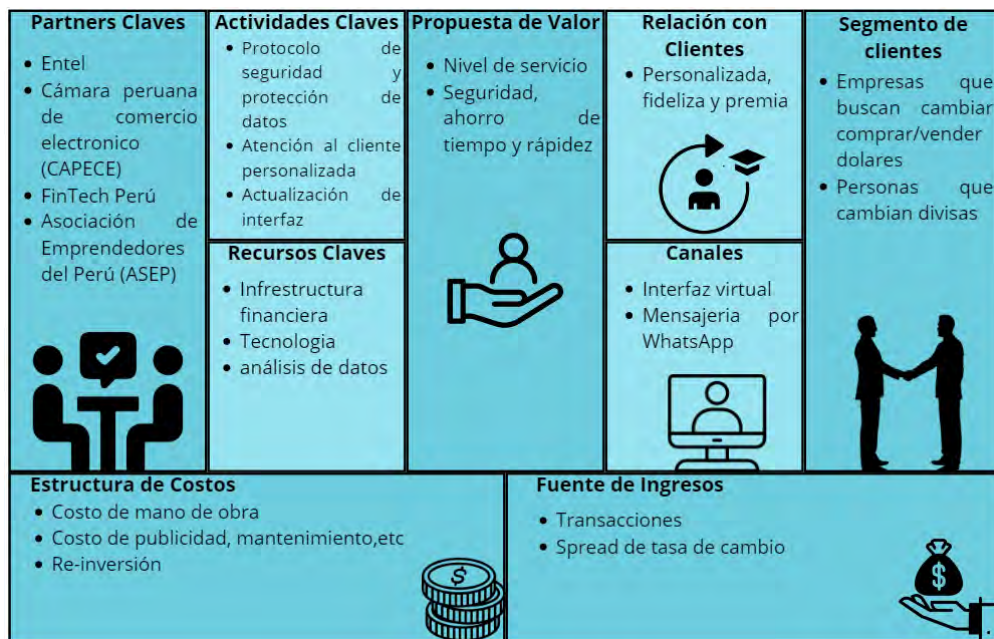 Partners Claves
• Entel
• Cámara peruana
de comercio
electronico
(CAPECE)
• FinTech Perú
• Asociación de
Emprendedores
del Perú (ASEP)
Actividades Claves
• Protocolo de
seguridad y
protección de
datos
• Atención al cliente
personalizada
• Actualización de
interfaz
Recursos Claves
• Infrestructura
financiera
• Tecnologia
• análisis de datos
Propuesta de Valor
• Nivel de servicio
• Seguridad,
ahorro de
tiempo y rápidez
Relación con
Clientes
• Personalizada,
fideliza y premia
Canales
• Interfaz virtual
• Mensajeria por
WhatsApp
Segmento de
clientes
• Empresas que
buscan cambiar
comprar/vender
dolares
• Personas que
cambian divisas
Estructura de Costos
• Costo de mano de obra
• Costo de publicidad, mantenimiento,etc
• Re-inversión
$
Fuente de Ingresos
• Transacciones
• Spread de tasa de cambio
$